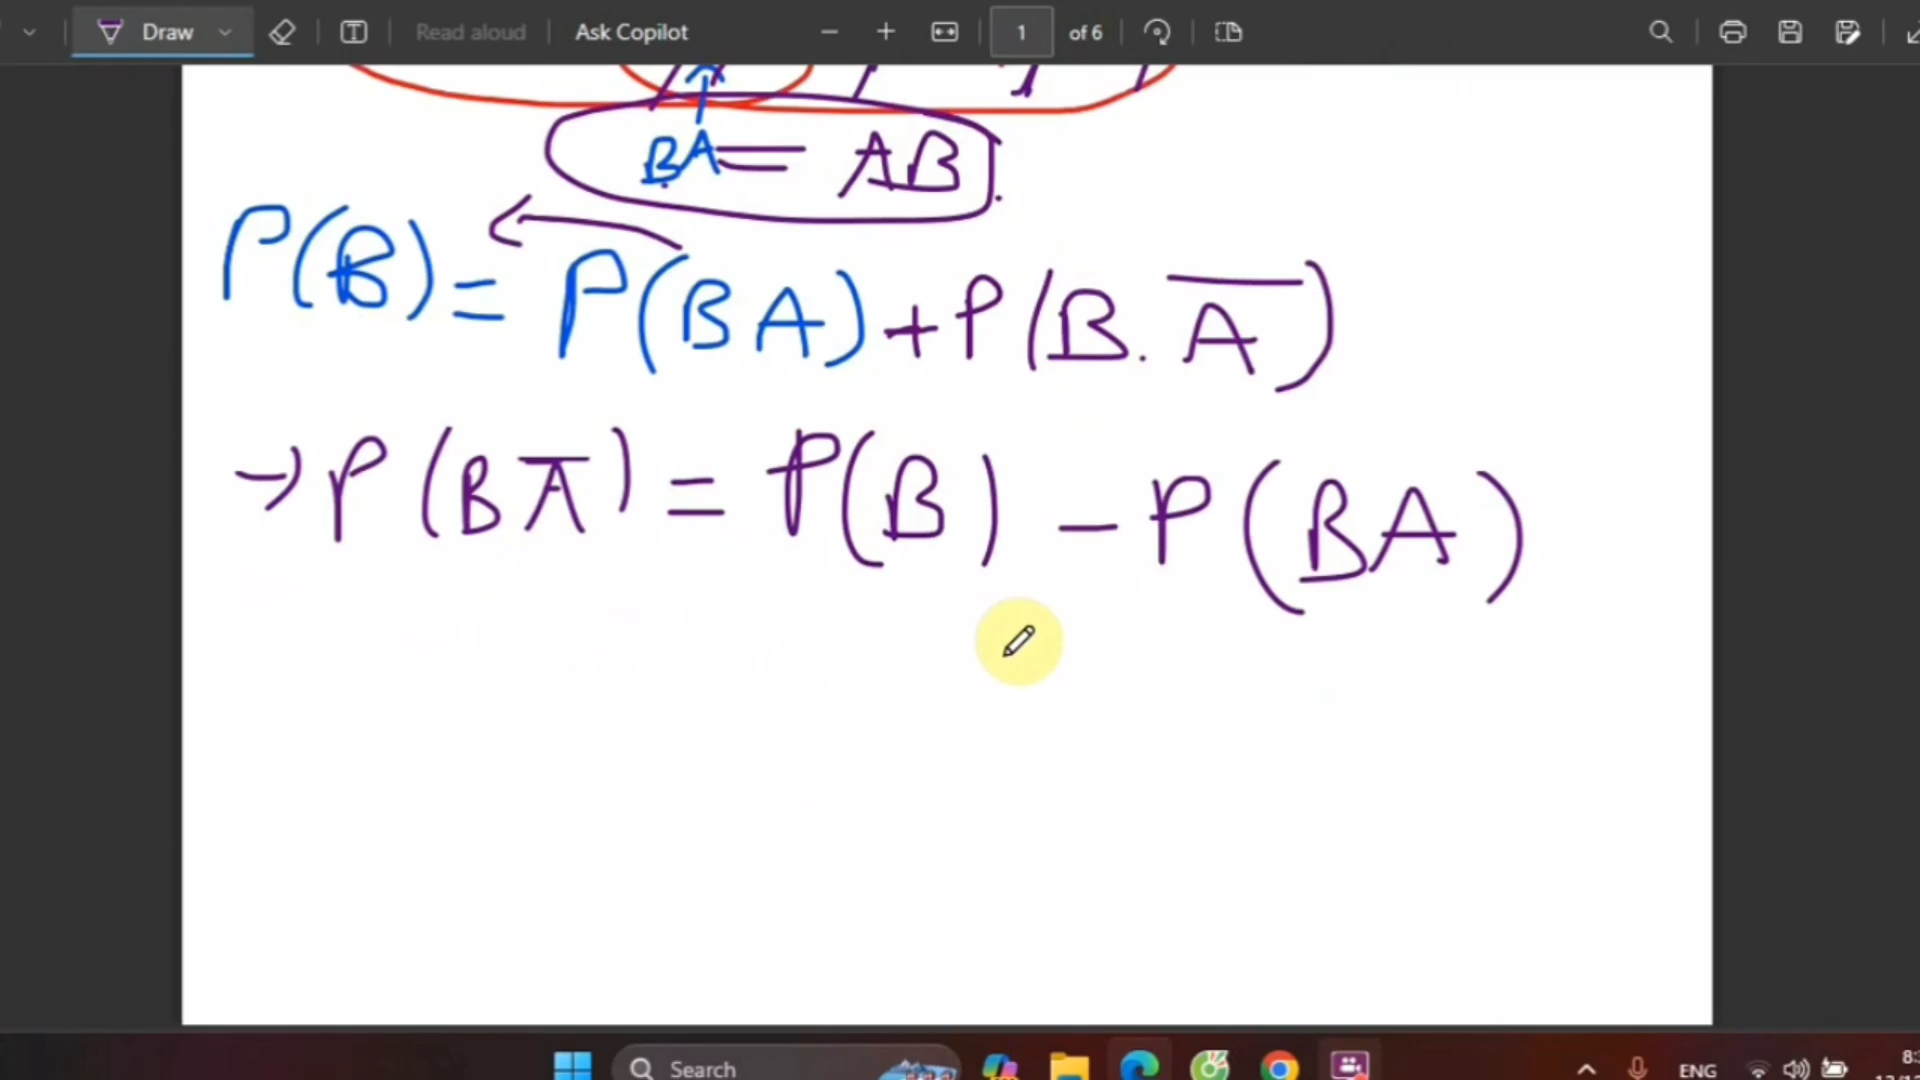 Draw
Read aloud
Ask Copilot
1 of 6
BA = AB
P(B) = P(BA) + P(B.A̅)
→ P(BA̅) = P(B) - P(BA)
Search
ENG